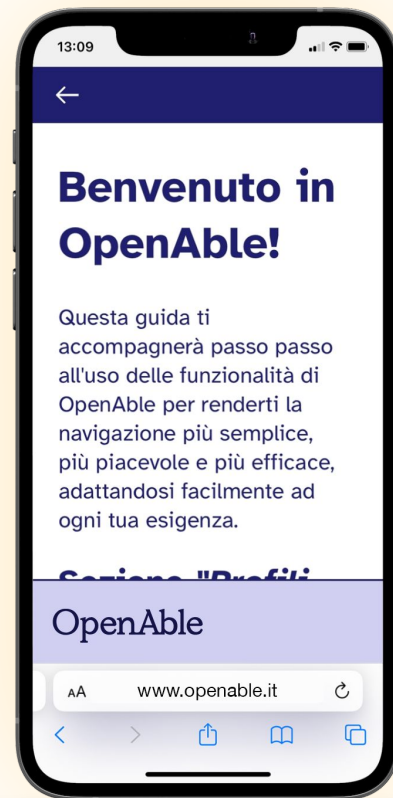 13:09
Benvenuto in
OpenAble!
Questa guida ti
accompagnerà passo passo
all'uso delle funzionalità di
OpenAble per renderti la
navigazione più semplice,
più piacevole e più efficace,
adattandosi facilmente ad
ogni tua esigenza.
Sezione "Profili
OpenAble
AA www.openable.it